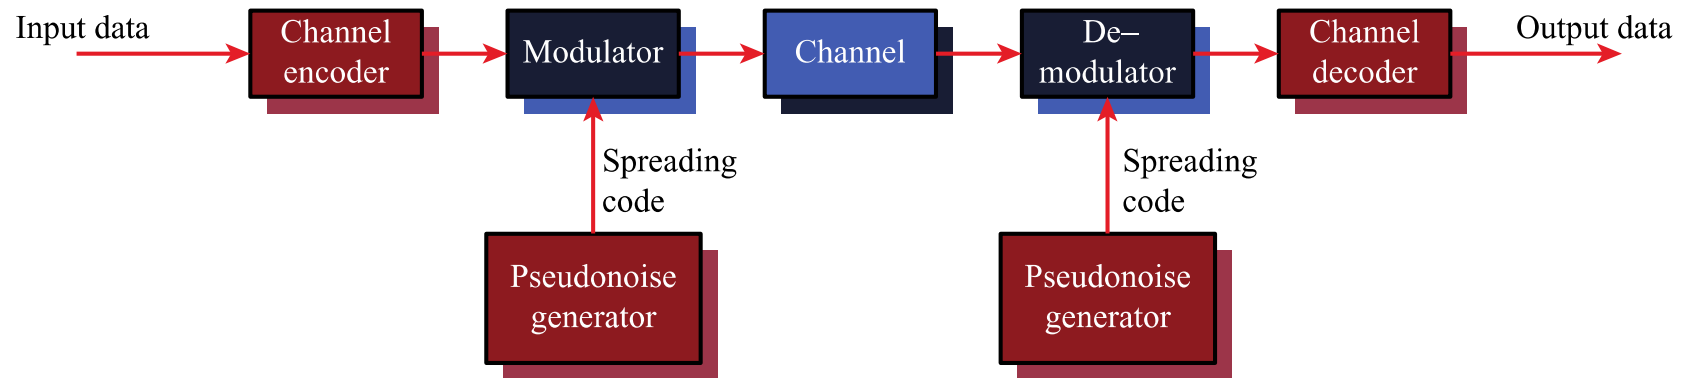 Input data
Channel
encoder
Modulator
Channel
De–
modulator
Channel
decoder
Output data
Spreading
code
Spreading
code
Pseudonoise
generator
Pseudonoise
generator